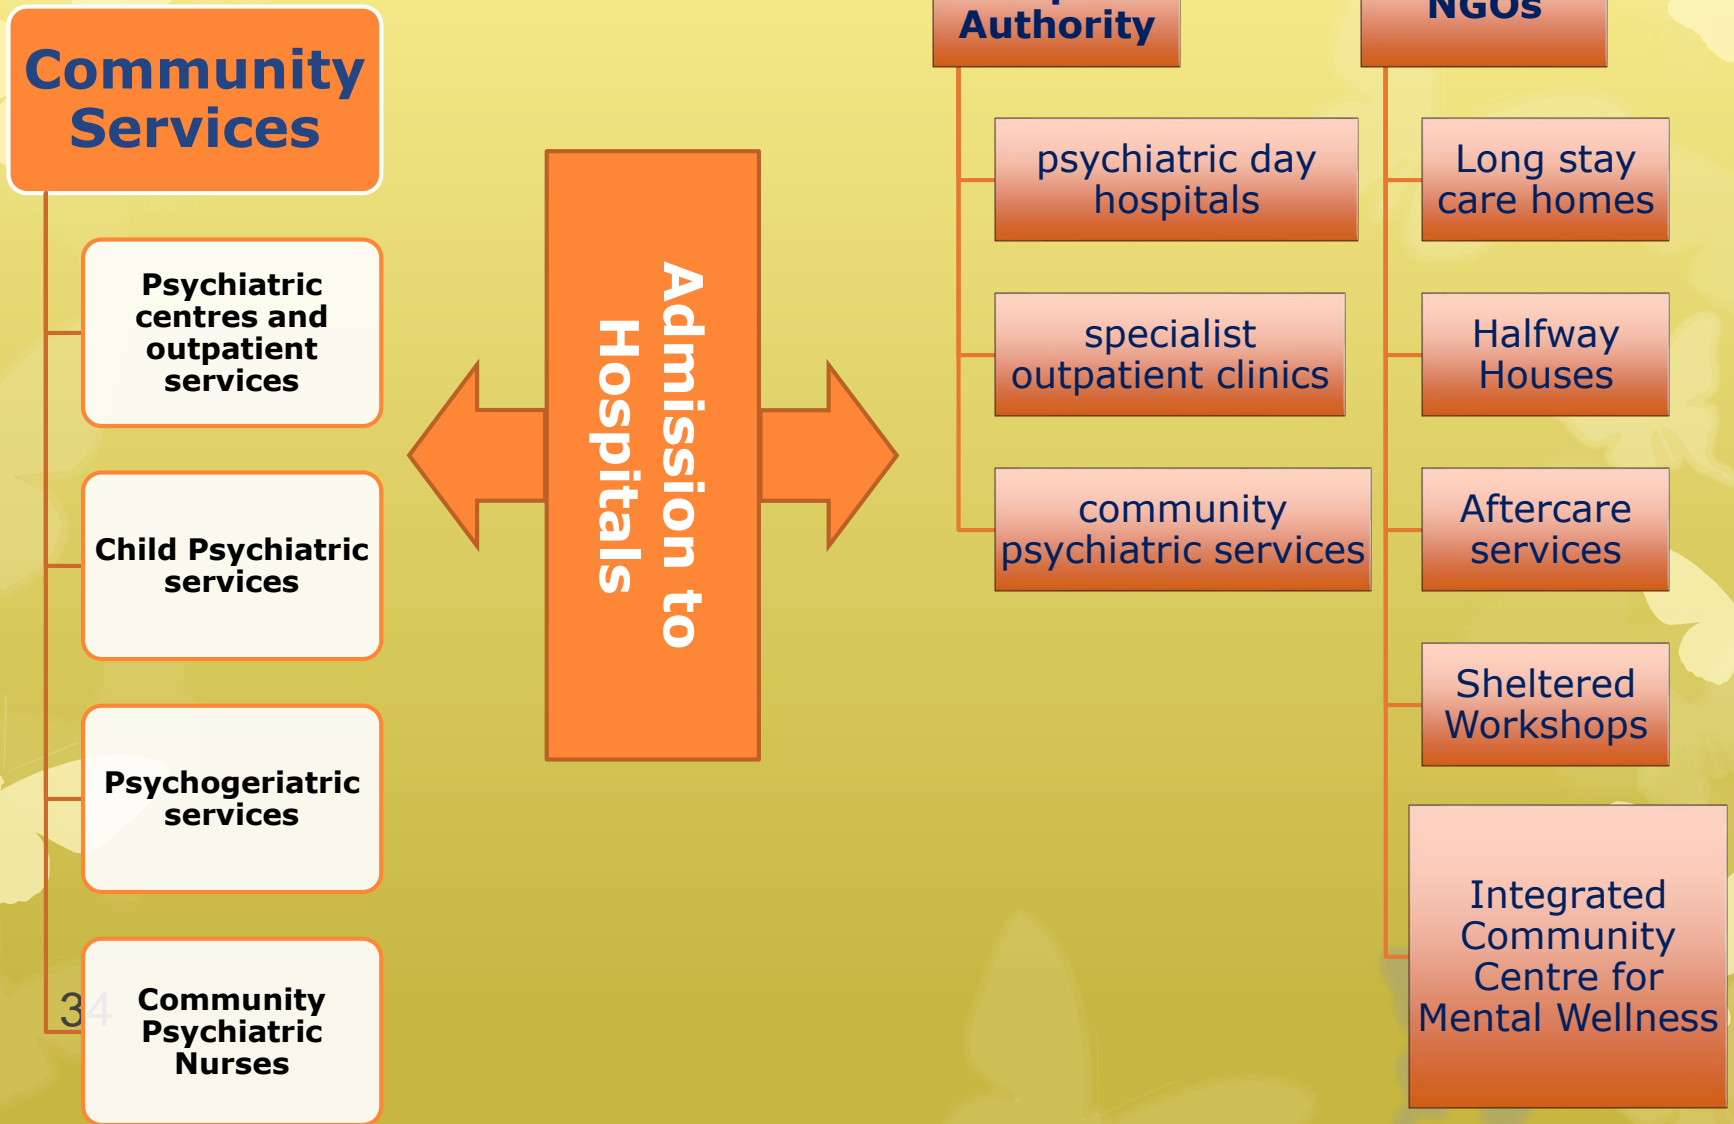 Community
Services
Psychiatric
centres and
outpatient
services
Child Psychiatric
services
Psychogeriatric
services
34
Community
Psychiatric
Nurses
Admission to
Hospitals
Authority
psychiatric day
hospitals
specialist
outpatient clinics
community
psychiatric services
NGOs
Long stay
care homes
Halfway
Houses
Aftercare
services
Sheltered
Workshops
Integrated
Community
Centre for
Mental Wellness